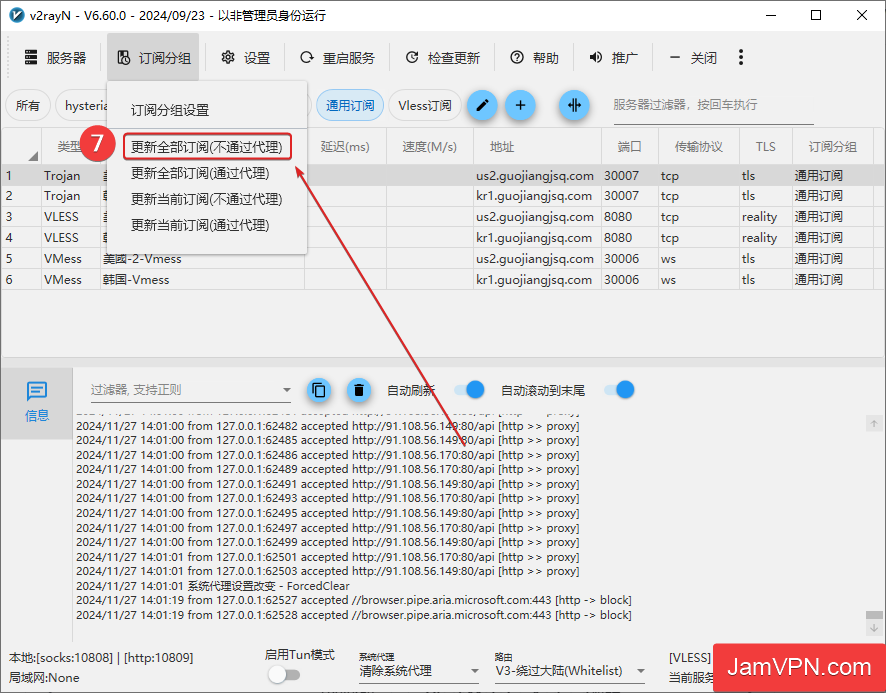 v2rayN - V6.60.0 - 2024/09/23 - 以非管理员身份运行
服务器 订阅分组 设置 重启服务 检查更新 帮助 推广 关闭
所有 hysteria 通用订阅 Vless订阅 服务器过滤器，按回车执行
订阅分组设置
7 更新全部订阅(不通过代理)
更新全部订阅(通过代理)
更新当前订阅(不通过代理)
更新当前订阅(通过代理)
类型 延迟(ms) 速度(M/s) 地址 端口 传输协议 TLS 订阅分组
1 Trojan us2.guojiangjsq.com 30007 tcp tls 通用订阅
2 Trojan kr1.guojiangjsq.com 30007 tcp tls 通用订阅
3 VLESS us2.guojiangjsq.com 8080 tcp reality 通用订阅
4 VLESS kr1.guojiangjsq.com 8080 tcp reality 通用订阅
5 VMess 美國-2-Vmess us2.guojiangjsq.com 30006 ws tls 通用订阅
6 VMess 韩国-Vmess kr1.guojiangjsq.com 30006 ws tls 通用订阅
信息
过滤器, 支持正则 自动刷新 自动滚动到末尾
2024/11/27 14:01:00 from 127.0.0.1:62482 accepted http://91.108.56.149:80/api [http >> proxy]
2024/11/27 14:01:00 from 127.0.0.1:62485 accepted http://91.108.56.149:80/api [http >> proxy]
2024/11/27 14:01:00 from 127.0.0.1:62486 accepted http://91.108.56.170:80/api [http >> proxy]
2024/11/27 14:01:00 from 127.0.0.1:62489 accepted http://91.108.56.170:80/api [http >> proxy]
2024/11/27 14:01:00 from 127.0.0.1:62491 accepted http://91.108.56.149:80/api [http >> proxy]
2024/11/27 14:01:00 from 127.0.0.1:62493 accepted http://91.108.56.170:80/api [http >> proxy]
2024/11/27 14:01:00 from 127.0.0.1:62495 accepted http://91.108.56.149:80/api [http >> proxy]
2024/11/27 14:01:00 from 127.0.0.1:62497 accepted http://91.108.56.170:80/api [http >> proxy]
2024/11/27 14:01:00 from 127.0.0.1:62499 accepted http://91.108.56.149:80/api [http >> proxy]
2024/11/27 14:01:01 from 127.0.0.1:62501 accepted http://91.108.56.170:80/api [http >> proxy]
2024/11/27 14:01:01 from 127.0.0.1:62503 accepted http://91.108.56.149:80/api [http >> proxy]
2024/11/27 14:01:01 系统代理设置改变 - ForcedClear
2024/11/27 14:01:19 from 127.0.0.1:62527 accepted //browser.pipe.aria.microsoft.com:443 [http -> block]
2024/11/27 14:01:19 from 127.0.0.1:62528 accepted //browser.pipe.aria.microsoft.com:443 [http -> block]
本地:[socks:10808] | [http:10809] 启用Tun模式 系统代理 路由 [VLESS]
局域网:None 清除系统代理 V3-绕过大陆(Whitelist) 当前服务
JamVPN.com